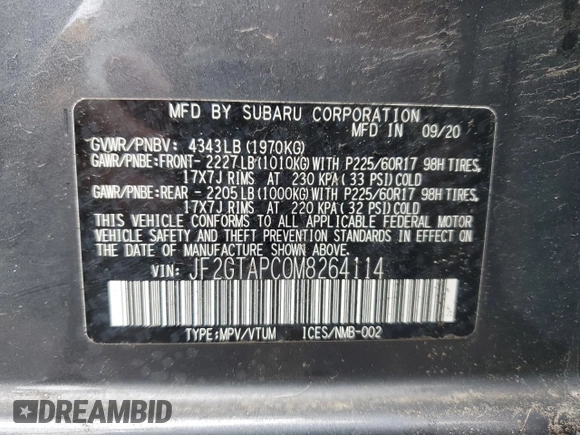 MFD BY SUBARU CORPORATION
MFD IN 09/20
GVWR/PNBV: 4343LB (1970KG)
GAWR/PNBE:FRONT- 2227LB(1010KG)WITH P225/60R17 98H TIRES,
17X7J RIMS AT 230 KPA (33 PSI)COLD
GAWR/PNBE:REAR - 2205LB(1000KG)WITH P225/60R17 98H TIRES,
17X7J RIMS AT 220 KPA (32 PSI)COLD
THIS VEHICLE CONFORMS TO ALL APPLICABLE FEDERAL MOTOR
VEHICLE SAFETY AND THEFT PREVENTION STANDARDS IN EFFECT ON
THE DATE OF MANUFACTURE SHOWN ABOVE.
VIN: JF2GTAPC0M8264114
TYPE:MPV/VTUM ICES/NMB-002
DREAMBID